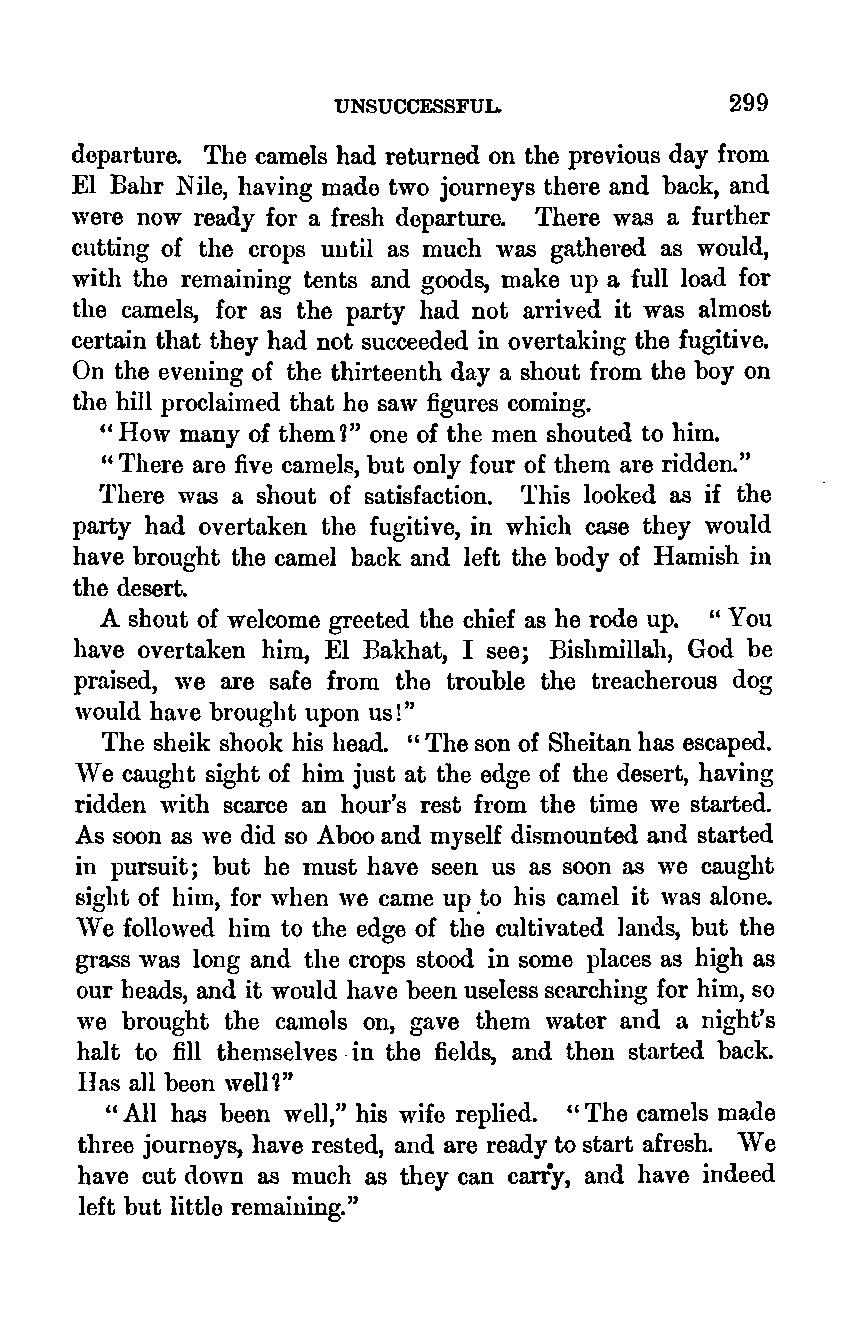 UNSUCCESSFUL. 299
departure. The camels had returned on the previous day from
El Bahr Nile, having made two journeys there and back, and
were now ready for a fresh departure. There was a further
cutting of the crops until as much was gathered as would,
with the remaining tents and goods, make up a full load for
the camels, for as the party had not arrived it was almost
certain that they had not succeeded in overtaking the fugitive.
On the evening of the thirteenth day a shout from the boy on
the hill proclaimed that he saw figures coming.
"How many of them?" one of the men shouted to him.
"There are five camels, but only four of them are ridden."
There was a shout of satisfaction. This looked as if the
party had overtaken the fugitive, in which case they would
have brought the camel back and left the body of Hamish in
the desert.
A shout of welcome greeted the chief as he rode up. "You
have overtaken him, El Bakhat, I see; Bishmillah, God be
praised, we are safe from the trouble the treacherous dog
would have brought upon us!"
The sheik shook his head. "The son of Sheitan has escaped.
We caught sight of him just at the edge of the desert, having
ridden with scarce an hour's rest from the time we started.
As soon as we did so Aboo and myself dismounted and started
in pursuit; but he must have seen us as soon as we caught
sight of him, for when we came up to his camel it was alone.
We followed him to the edge of the cultivated lands, but the
grass was long and the crops stood in some places as high as
our heads, and it would have been useless searching for him, so
we brought the camels on, gave them water and a night's
halt to fill themselves in the fields, and then started back.
Has all been well?"
"All has been well," his wife replied. "The camels made
three journeys, have rested, and are ready to start afresh. We
have cut down as much as they can carry, and have indeed
left but little remaining."